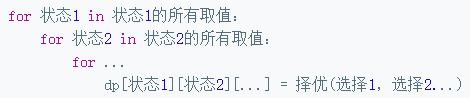 for 状态1 in 状态1的所有取值:
    for 状态2 in 状态2的所有取值:
        for ...
            dp[状态1][状态2][...] = 择优(选择1, 选择2...)